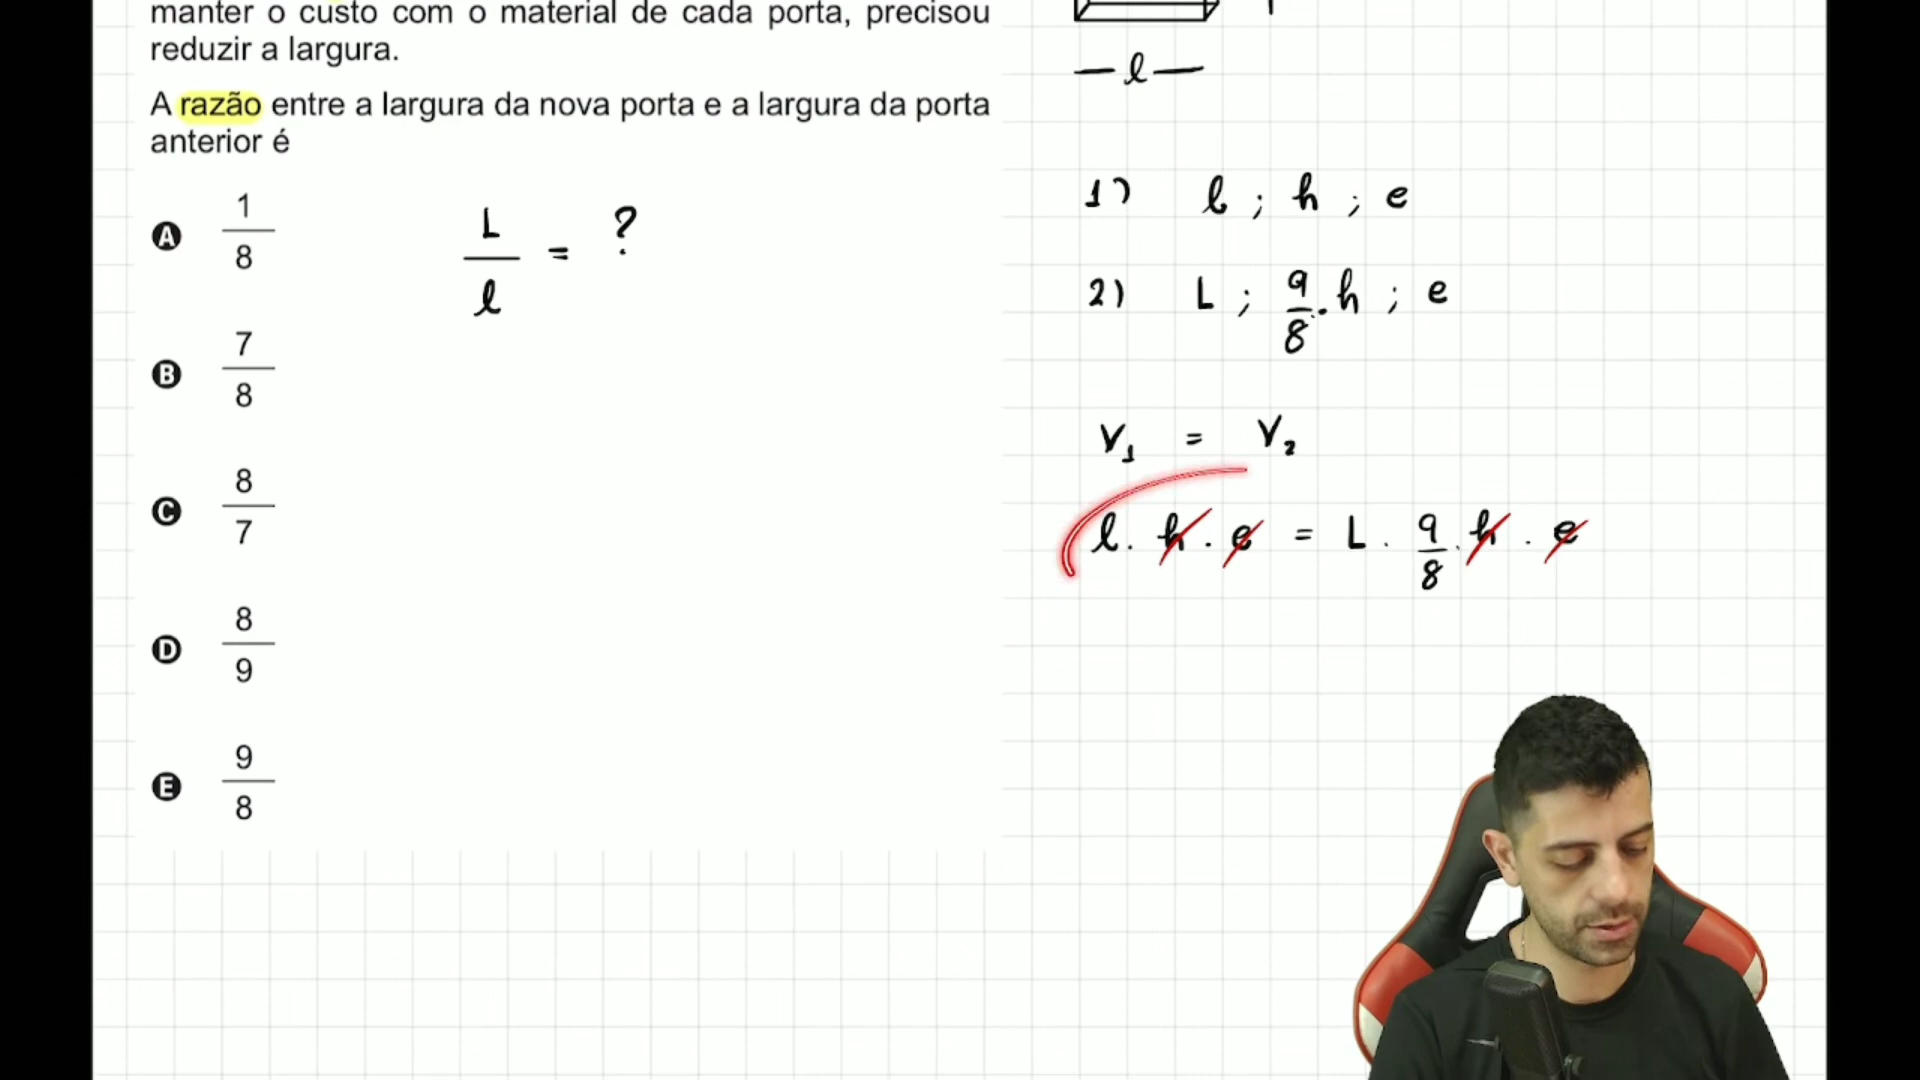 manter o custo com o material de cada porta, precisou
reduzir a largura.
A razão entre a largura da nova porta e a largura da porta
anterior é
A 1/8
B 7/8
C 8/7
D 8/9
E 9/8
L/l = ?
— l —
1) l ; h ; e
2) L ; 9/8 . h ; e
V₁ = V₂
l . h . e = L . 9/8 . h . e